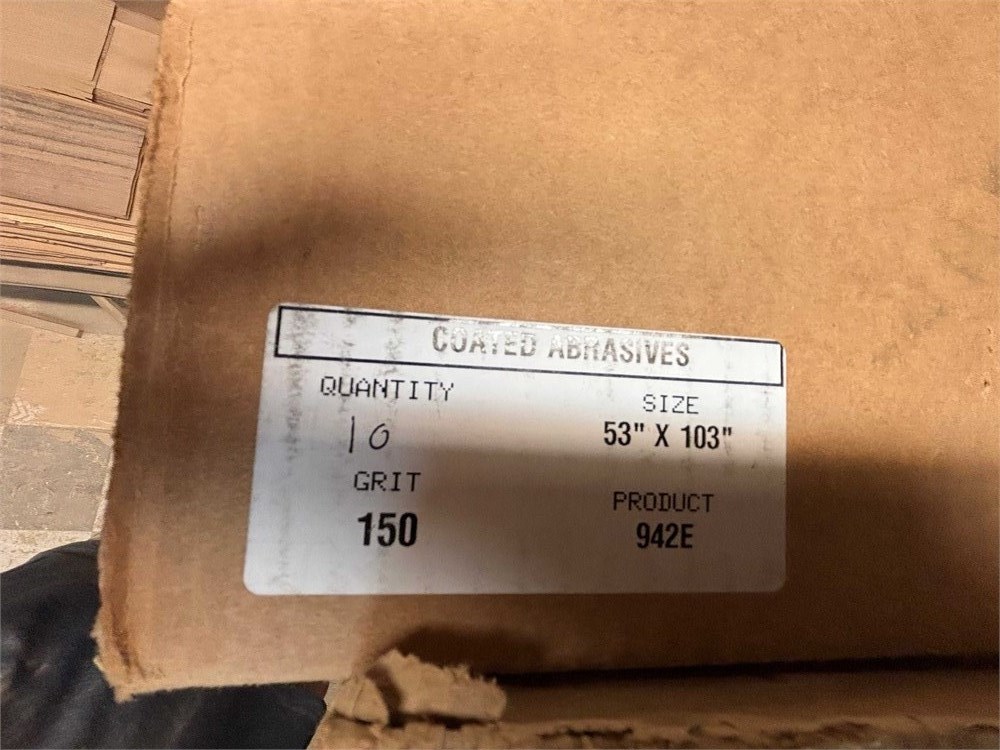 COATED ABRASIVES
QUANTITY
10
SIZE
53" X 103"
GRIT
150
PRODUCT
942E